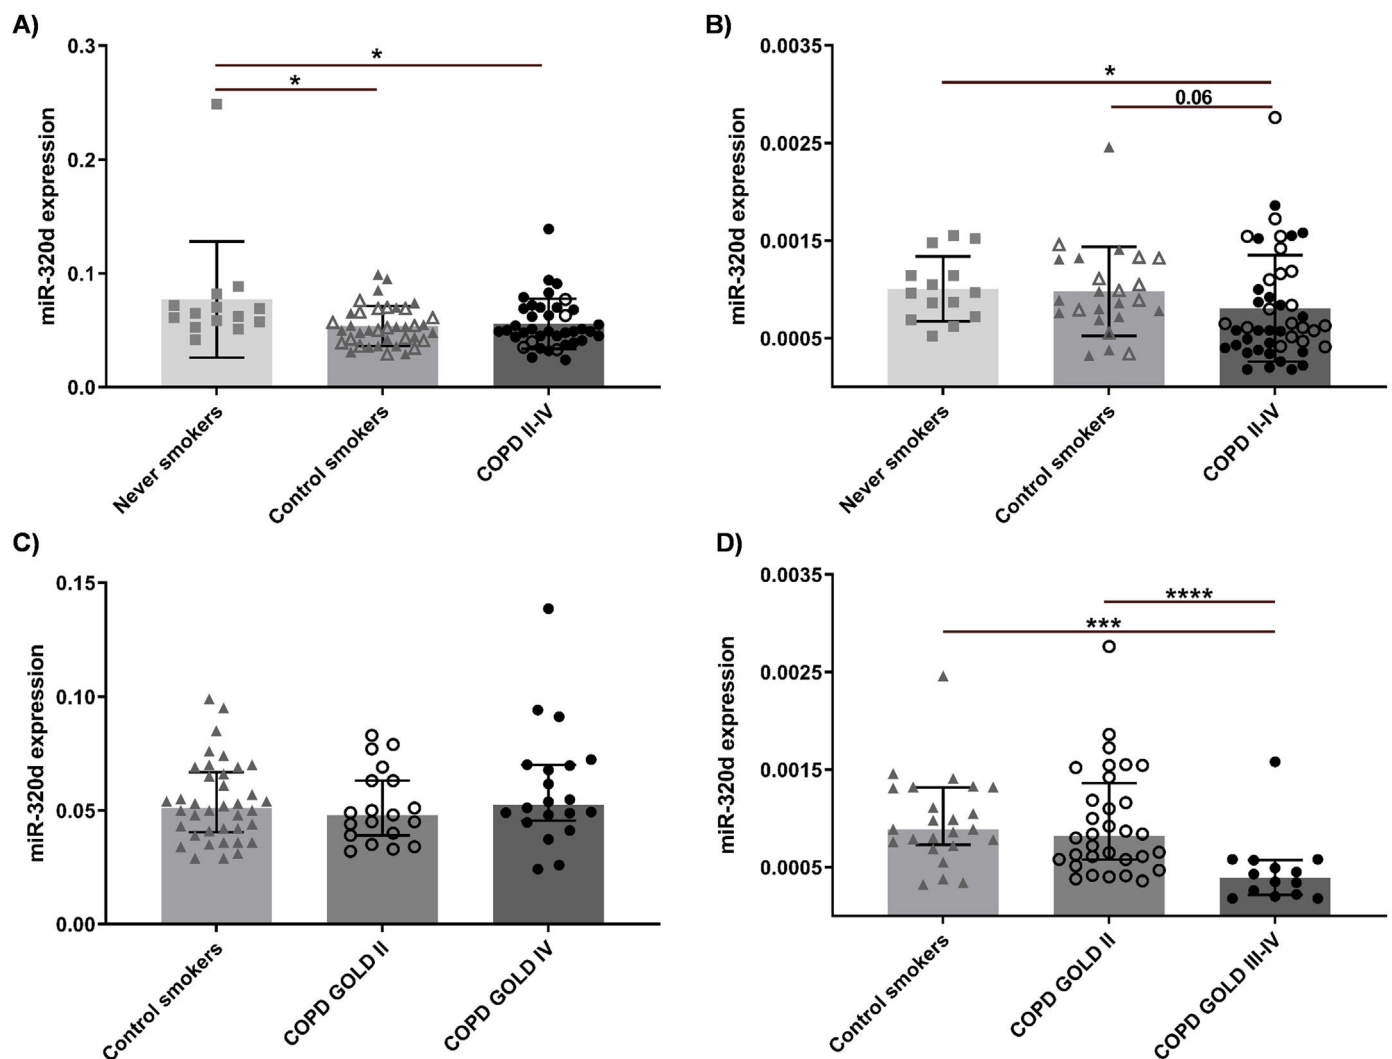 A)
miR-320d expression
0.3
0.2
0.1
0.0
*
*
Never smokers
Control smokers
COPD II-IV
B)
miR-320d expression
0.0035
0.0025
0.0015
0.0005
*
0.06
Never smokers
Control smokers
COPD II-IV
C)
miR-320d expression
0.15
0.10
0.05
0.00
Control smokers
COPD GOLD II
COPD GOLD IV
D)
miR-320d expression
0.0035
0.0025
0.0015
0.0005
****
***
Control smokers
COPD GOLD II
COPD GOLD III-IV